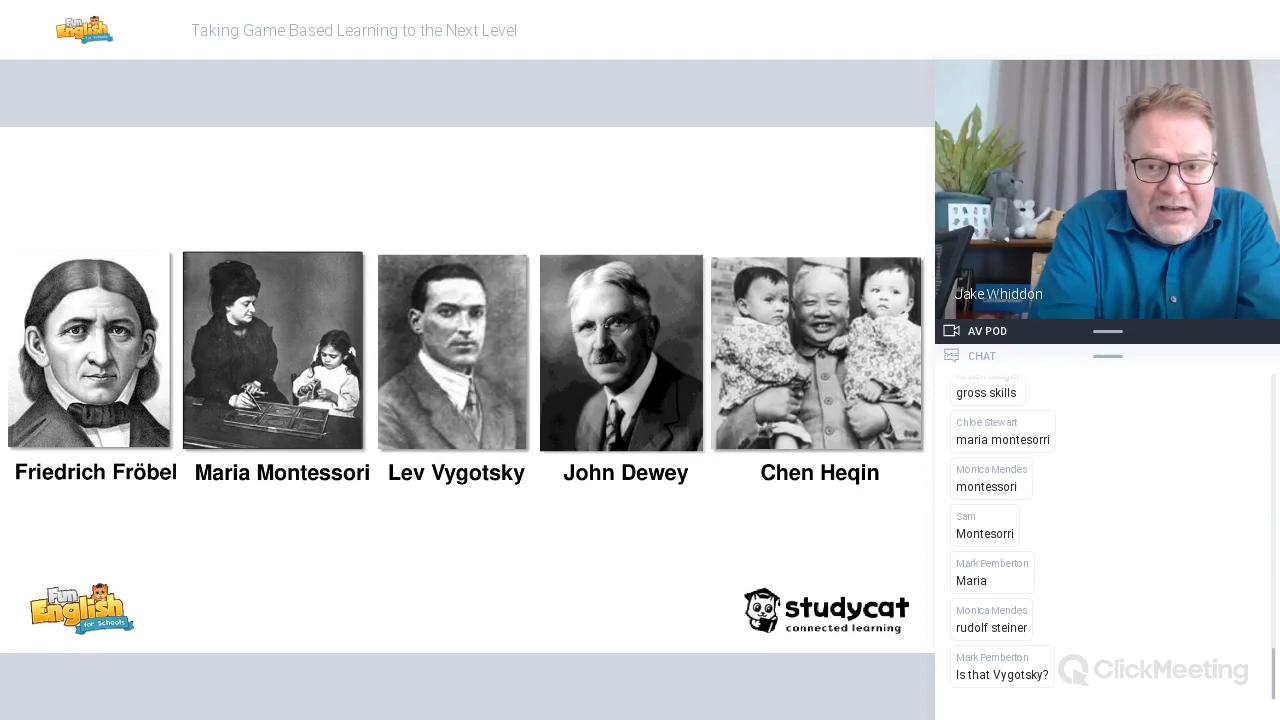 Fun
English
for Schools
Taking Game Based Learning to the Next Level
Friedrich Fröbel
Maria Montessori
Lev Vygotsky
John Dewey
Chen Heqin
Fun
English
for Schools
studycat
connected learning
Jake Whiddon
AV POD
CHAT
gross skills
Chloé Stewart
maria montesorri
Monica Mendes
montessori
Sam
Montesorri
Mark Pemberton
Maria
Monica Mendes
rudolf steiner
Mark Pemberton
Is that Vygotsky?
ClickMeeting